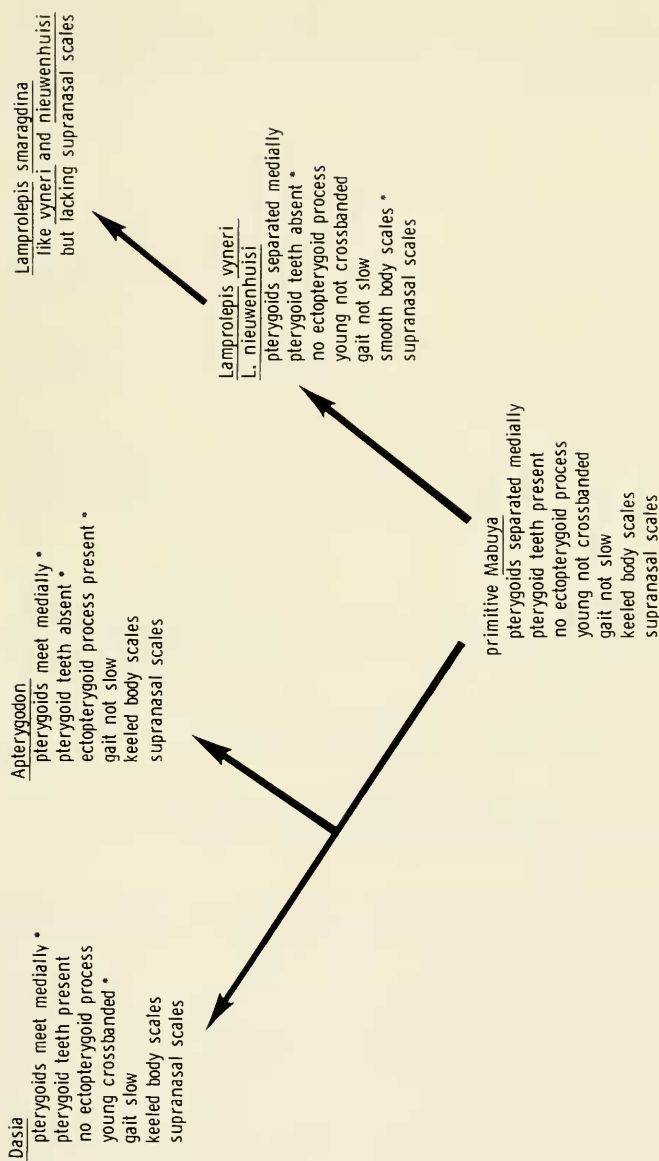 Dasia
pterygoids meet medially *
pterygoid teeth present
no ectopterygoid process
young crossbanded *
gait slow
keeled body scales
supranasal scales
Apterygodon
pterygoids meet medially *
pterygoid teeth absent *
ectopterygoid process present *
gait not slow
keeled body scales
supranasal scales
Lamprolepis smaragdina
like vyneri and nieuwenhuisi
but lacking supranasal scales
Lamprolepis vyneri
L. nieuwenhuisi
pterygoids separated medially
pterygoid teeth absent *
no ectopterygoid process
young not crossbanded
gait not slow
smooth body scales *
supranasal scales
primitive Mabuya
pterygoids separated medially
pterygoid teeth present
no ectopterygoid process
young not crossbanded
gait not slow
keeled body scales
supranasal scales